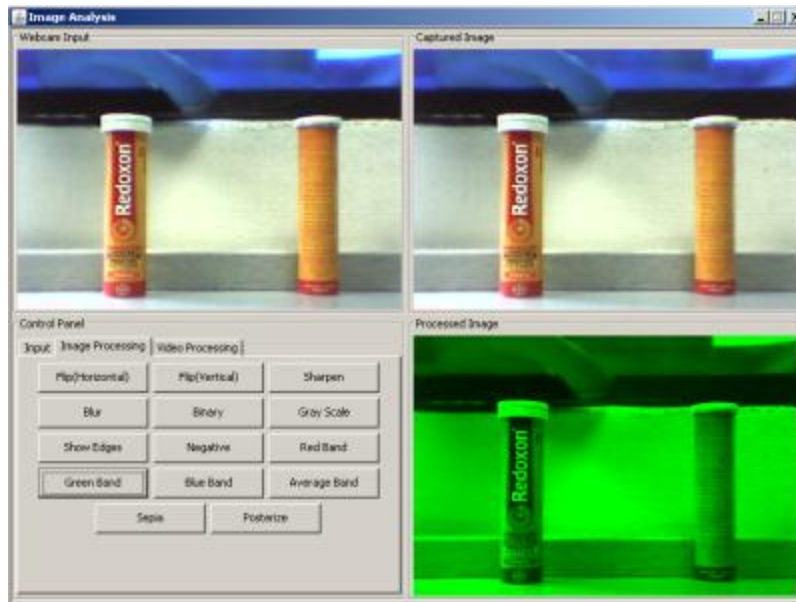 Image Analysis
Webcam Input
Captured Image
Redoxon
Redoxon
Control Panel
Processed Image
Input Image Processing Video Processing
Flip(Horizontal) Flip(Vertical) Sharpen
Blur Binary Gray Scale
Show Edges Negative Red Band
Green Band Blue Band Average Band
Sepia Posterize
Redoxon